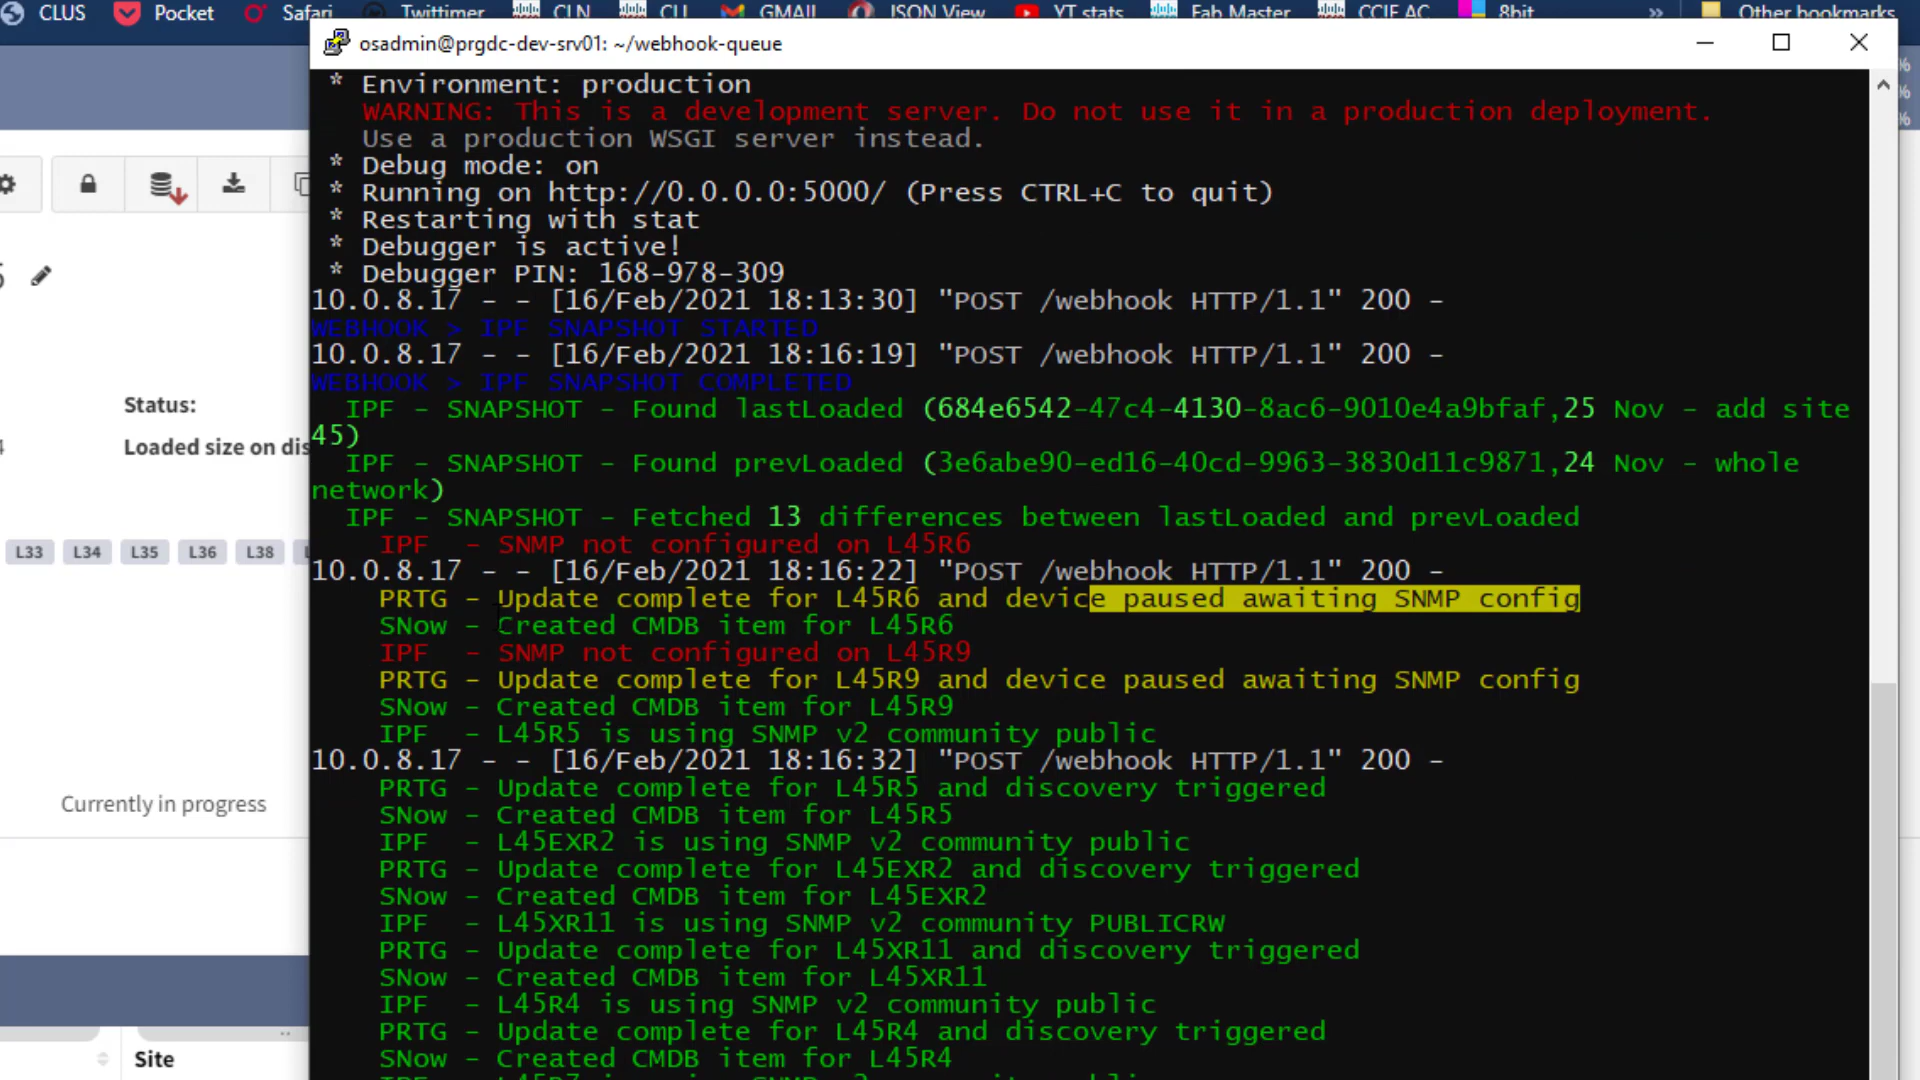 CLUS Pocket Safari Twittimer CLN CLI GMAIL JSON View YT stats Fab Master CCIE AC 8bit » Other bookmarks
osadmin@prgdc-dev-srv01: ~/webhook-queue
* Environment: production
WARNING: This is a development server. Do not use it in a production deployment.
Use a production WSGI server instead.
* Debug mode: on
* Running on http://0.0.0.0:5000/ (Press CTRL+C to quit)
* Restarting with stat
* Debugger is active!
* Debugger PIN: 168-978-309
10.0.8.17 - - [16/Feb/2021 18:13:30] "POST /webhook HTTP/1.1" 200 -
WEBHOOK > IPF SNAPSHOT STARTED
10.0.8.17 - - [16/Feb/2021 18:16:19] "POST /webhook HTTP/1.1" 200 -
WEBHOOK > IPF SNAPSHOT COMPLETED
IPF - SNAPSHOT - Found lastLoaded (684e6542-47c4-4130-8ac6-9010e4a9bfaf,25 Nov - add site
45)
IPF - SNAPSHOT - Found prevLoaded (3e6abe90-ed16-40cd-9963-3830d11c9871,24 Nov - whole
network)
IPF - SNAPSHOT - Fetched 13 differences between lastLoaded and prevLoaded
IPF - SNMP not configured on L45R6
10.0.8.17 - - [16/Feb/2021 18:16:22] "POST /webhook HTTP/1.1" 200 -
PRTG - Update complete for L45R6 and device paused awaiting SNMP config
SNow - Created CMDB item for L45R6
IPF - SNMP not configured on L45R9
PRTG - Update complete for L45R9 and device paused awaiting SNMP config
SNow - Created CMDB item for L45R9
IPF - L45R5 is using SNMP v2 community public
10.0.8.17 - - [16/Feb/2021 18:16:32] "POST /webhook HTTP/1.1" 200 -
PRTG - Update complete for L45R5 and discovery triggered
SNow - Created CMDB item for L45R5
IPF - L45EXR2 is using SNMP v2 community public
PRTG - Update complete for L45EXR2 and discovery triggered
SNow - Created CMDB item for L45EXR2
IPF - L45XR11 is using SNMP v2 community PUBLICRW
PRTG - Update complete for L45XR11 and discovery triggered
SNow - Created CMDB item for L45XR11
IPF - L45R4 is using SNMP v2 community public
PRTG - Update complete for L45R4 and discovery triggered
SNow - Created CMDB item for L45R4
Status:
Loaded size on dis
L33 L34 L35 L36 L38
Currently in progress
Site